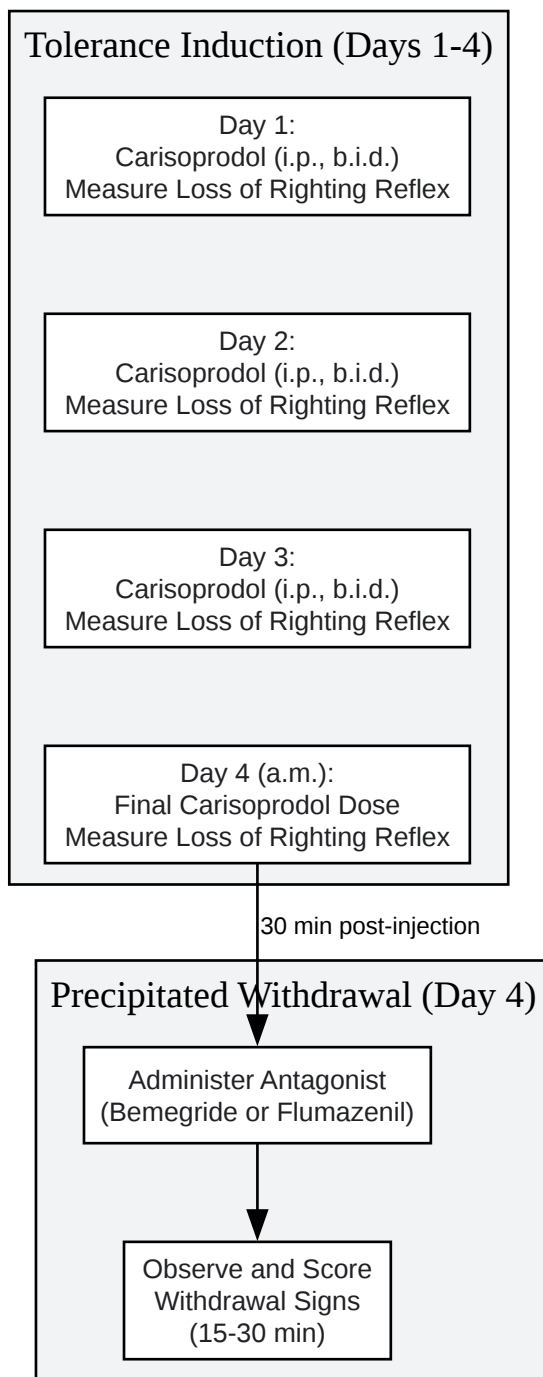 Tolerance Induction (Days 1-4)
Day 1:
Carisoprodol (i.p., b.i.d.)
Measure Loss of Righting Reflex
Day 2:
Carisoprodol (i.p., b.i.d.)
Measure Loss of Righting Reflex
Day 3:
Carisoprodol (i.p., b.i.d.)
Measure Loss of Righting Reflex
Day 4 (a.m.):
Final Carisoprodol Dose
Measure Loss of Righting Reflex
30 min post-injection
Precipitated Withdrawal (Day 4)
Administer Antagonist
(Bemegride or Flumazenil)
Observe and Score
Withdrawal Signs
(15-30 min)